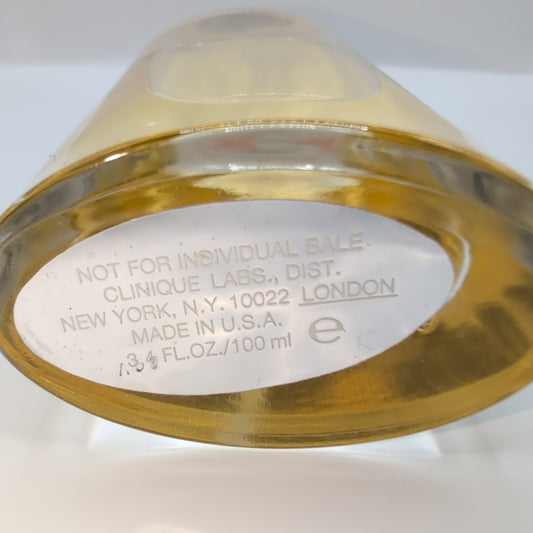 NOT FOR INDIVIDUAL SALE.
CLINIQUE LABS., DIST.
NEW YORK, N.Y. 10022 LONDON
MADE IN U.S.A.
3.4 FL.OZ./100 ml e